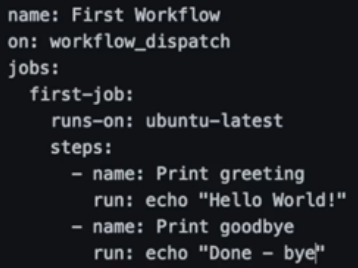 name: First Workflow
on: workflow_dispatch
jobs:
  first-job:
    runs-on: ubuntu-latest
    steps:
      - name: Print greeting
        run: echo "Hello World!"
      - name: Print goodbye
        run: echo "Done - bye"